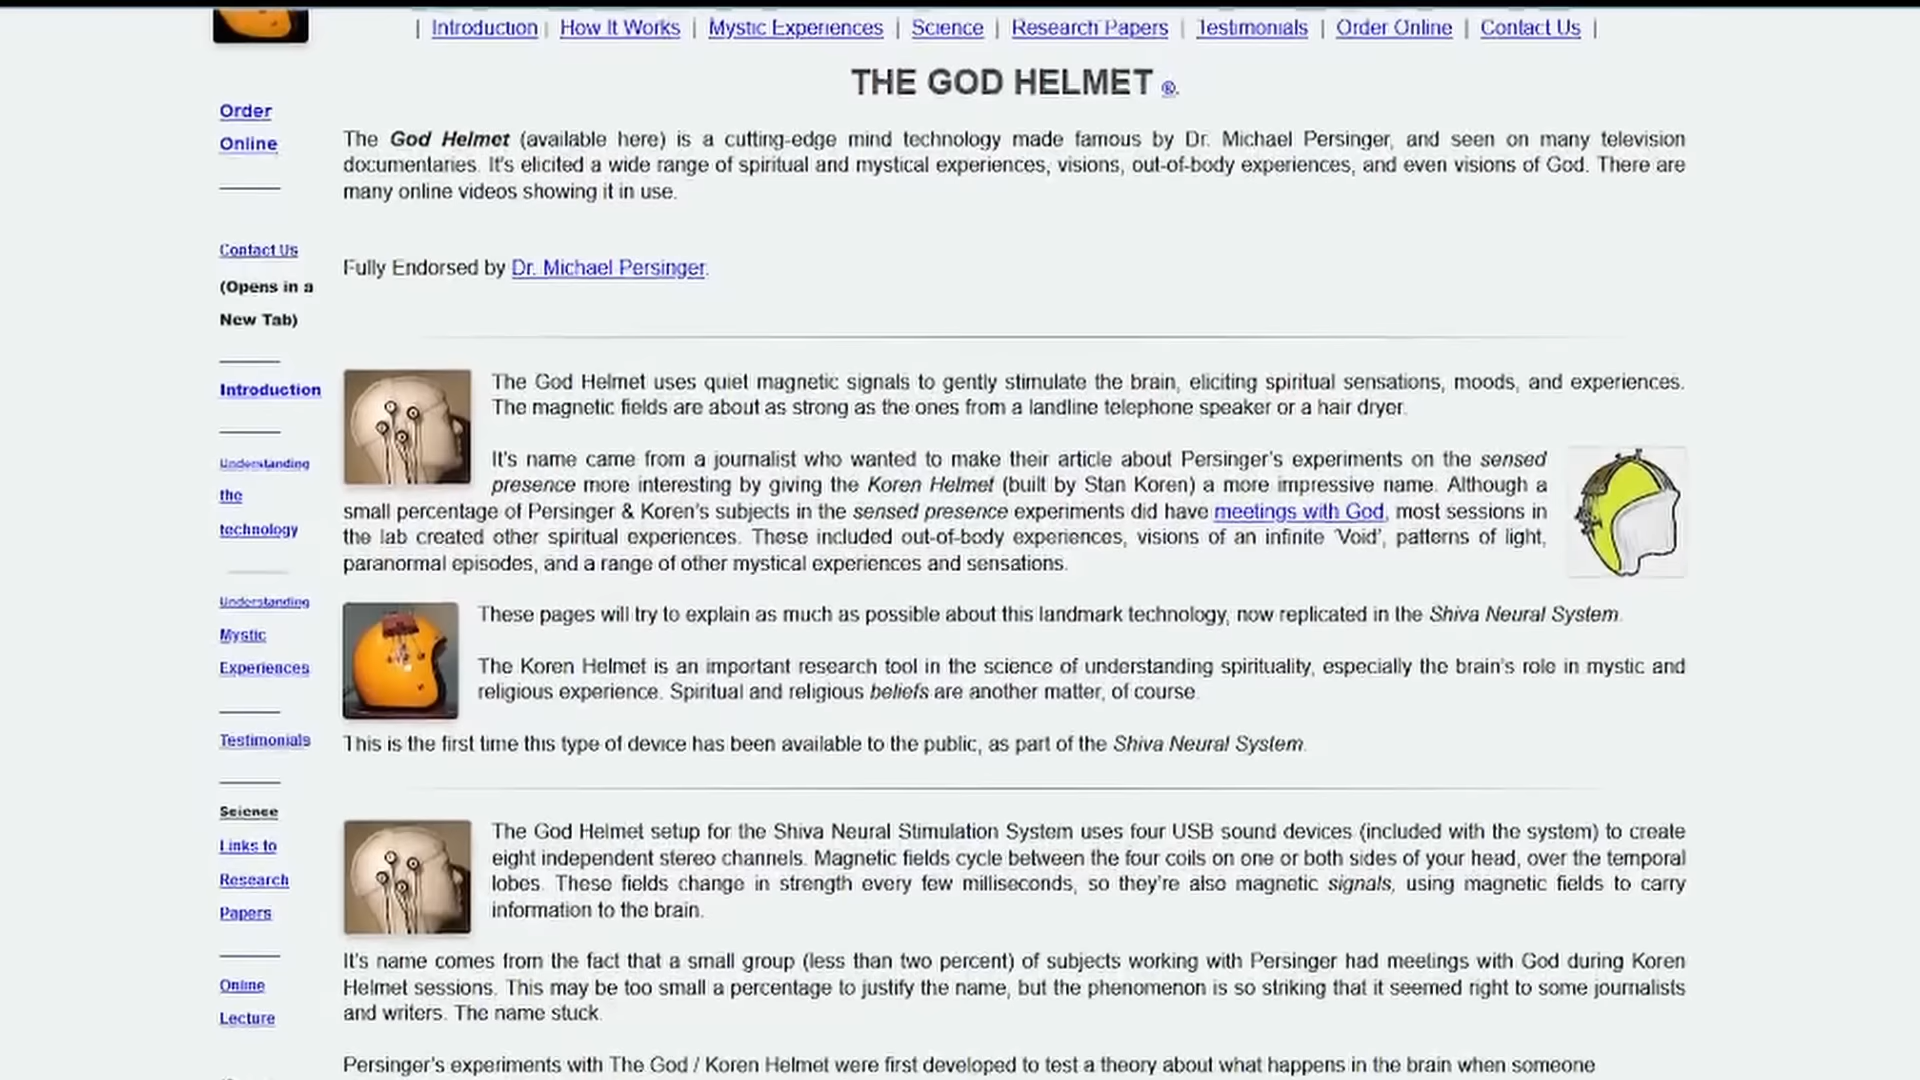 | Introduction | How It Works | Mystic Experiences | Science | Research Papers | Testimonials | Order Online | Contact Us |
THE GOD HELMET ®.
Order
Online
Contact Us
(Opens in a
New Tab)
Introduction
Understanding
the
technology
Understanding
Mystic
Experiences
Testimonials
Science
Links to
Research
Papers
Online
Lecture
The God Helmet (available here) is a cutting-edge mind technology made famous by Dr. Michael Persinger, and seen on many television
documentaries. It's elicited a wide range of spiritual and mystical experiences, visions, out-of-body experiences, and even visions of God. There are
many online videos showing it in use.
Fully Endorsed by Dr. Michael Persinger.
The God Helmet uses quiet magnetic signals to gently stimulate the brain, eliciting spiritual sensations, moods, and experiences.
The magnetic fields are about as strong as the ones from a landline telephone speaker or a hair dryer.
It's name came from a journalist who wanted to make their article about Persinger's experiments on the sensed
presence more interesting by giving the Koren Helmet (built by Stan Koren) a more impressive name. Although a
small percentage of Persinger & Koren's subjects in the sensed presence experiments did have meetings with God, most sessions in
the lab created other spiritual experiences. These included out-of-body experiences, visions of an infinite 'Void', patterns of light,
paranormal episodes, and a range of other mystical experiences and sensations.
These pages will try to explain as much as possible about this landmark technology, now replicated in the Shiva Neural System.
The Koren Helmet is an important research tool in the science of understanding spirituality, especially the brain's role in mystic and
religious experience. Spiritual and religious beliefs are another matter, of course.
This is the first time this type of device has been available to the public, as part of the Shiva Neural System.
The God Helmet setup for the Shiva Neural Stimulation System uses four USB sound devices (included with the system) to create
eight independent stereo channels. Magnetic fields cycle between the four coils on one or both sides of your head, over the temporal
lobes. These fields change in strength every few milliseconds, so they're also magnetic signals, using magnetic fields to carry
information to the brain.
It's name comes from the fact that a small group (less than two percent) of subjects working with Persinger had meetings with God during Koren
Helmet sessions. This may be too small a percentage to justify the name, but the phenomenon is so striking that it seemed right to some journalists
and writers. The name stuck.
Persinger's experiments with The God / Koren Helmet were first developed to test a theory about what happens in the brain when someone